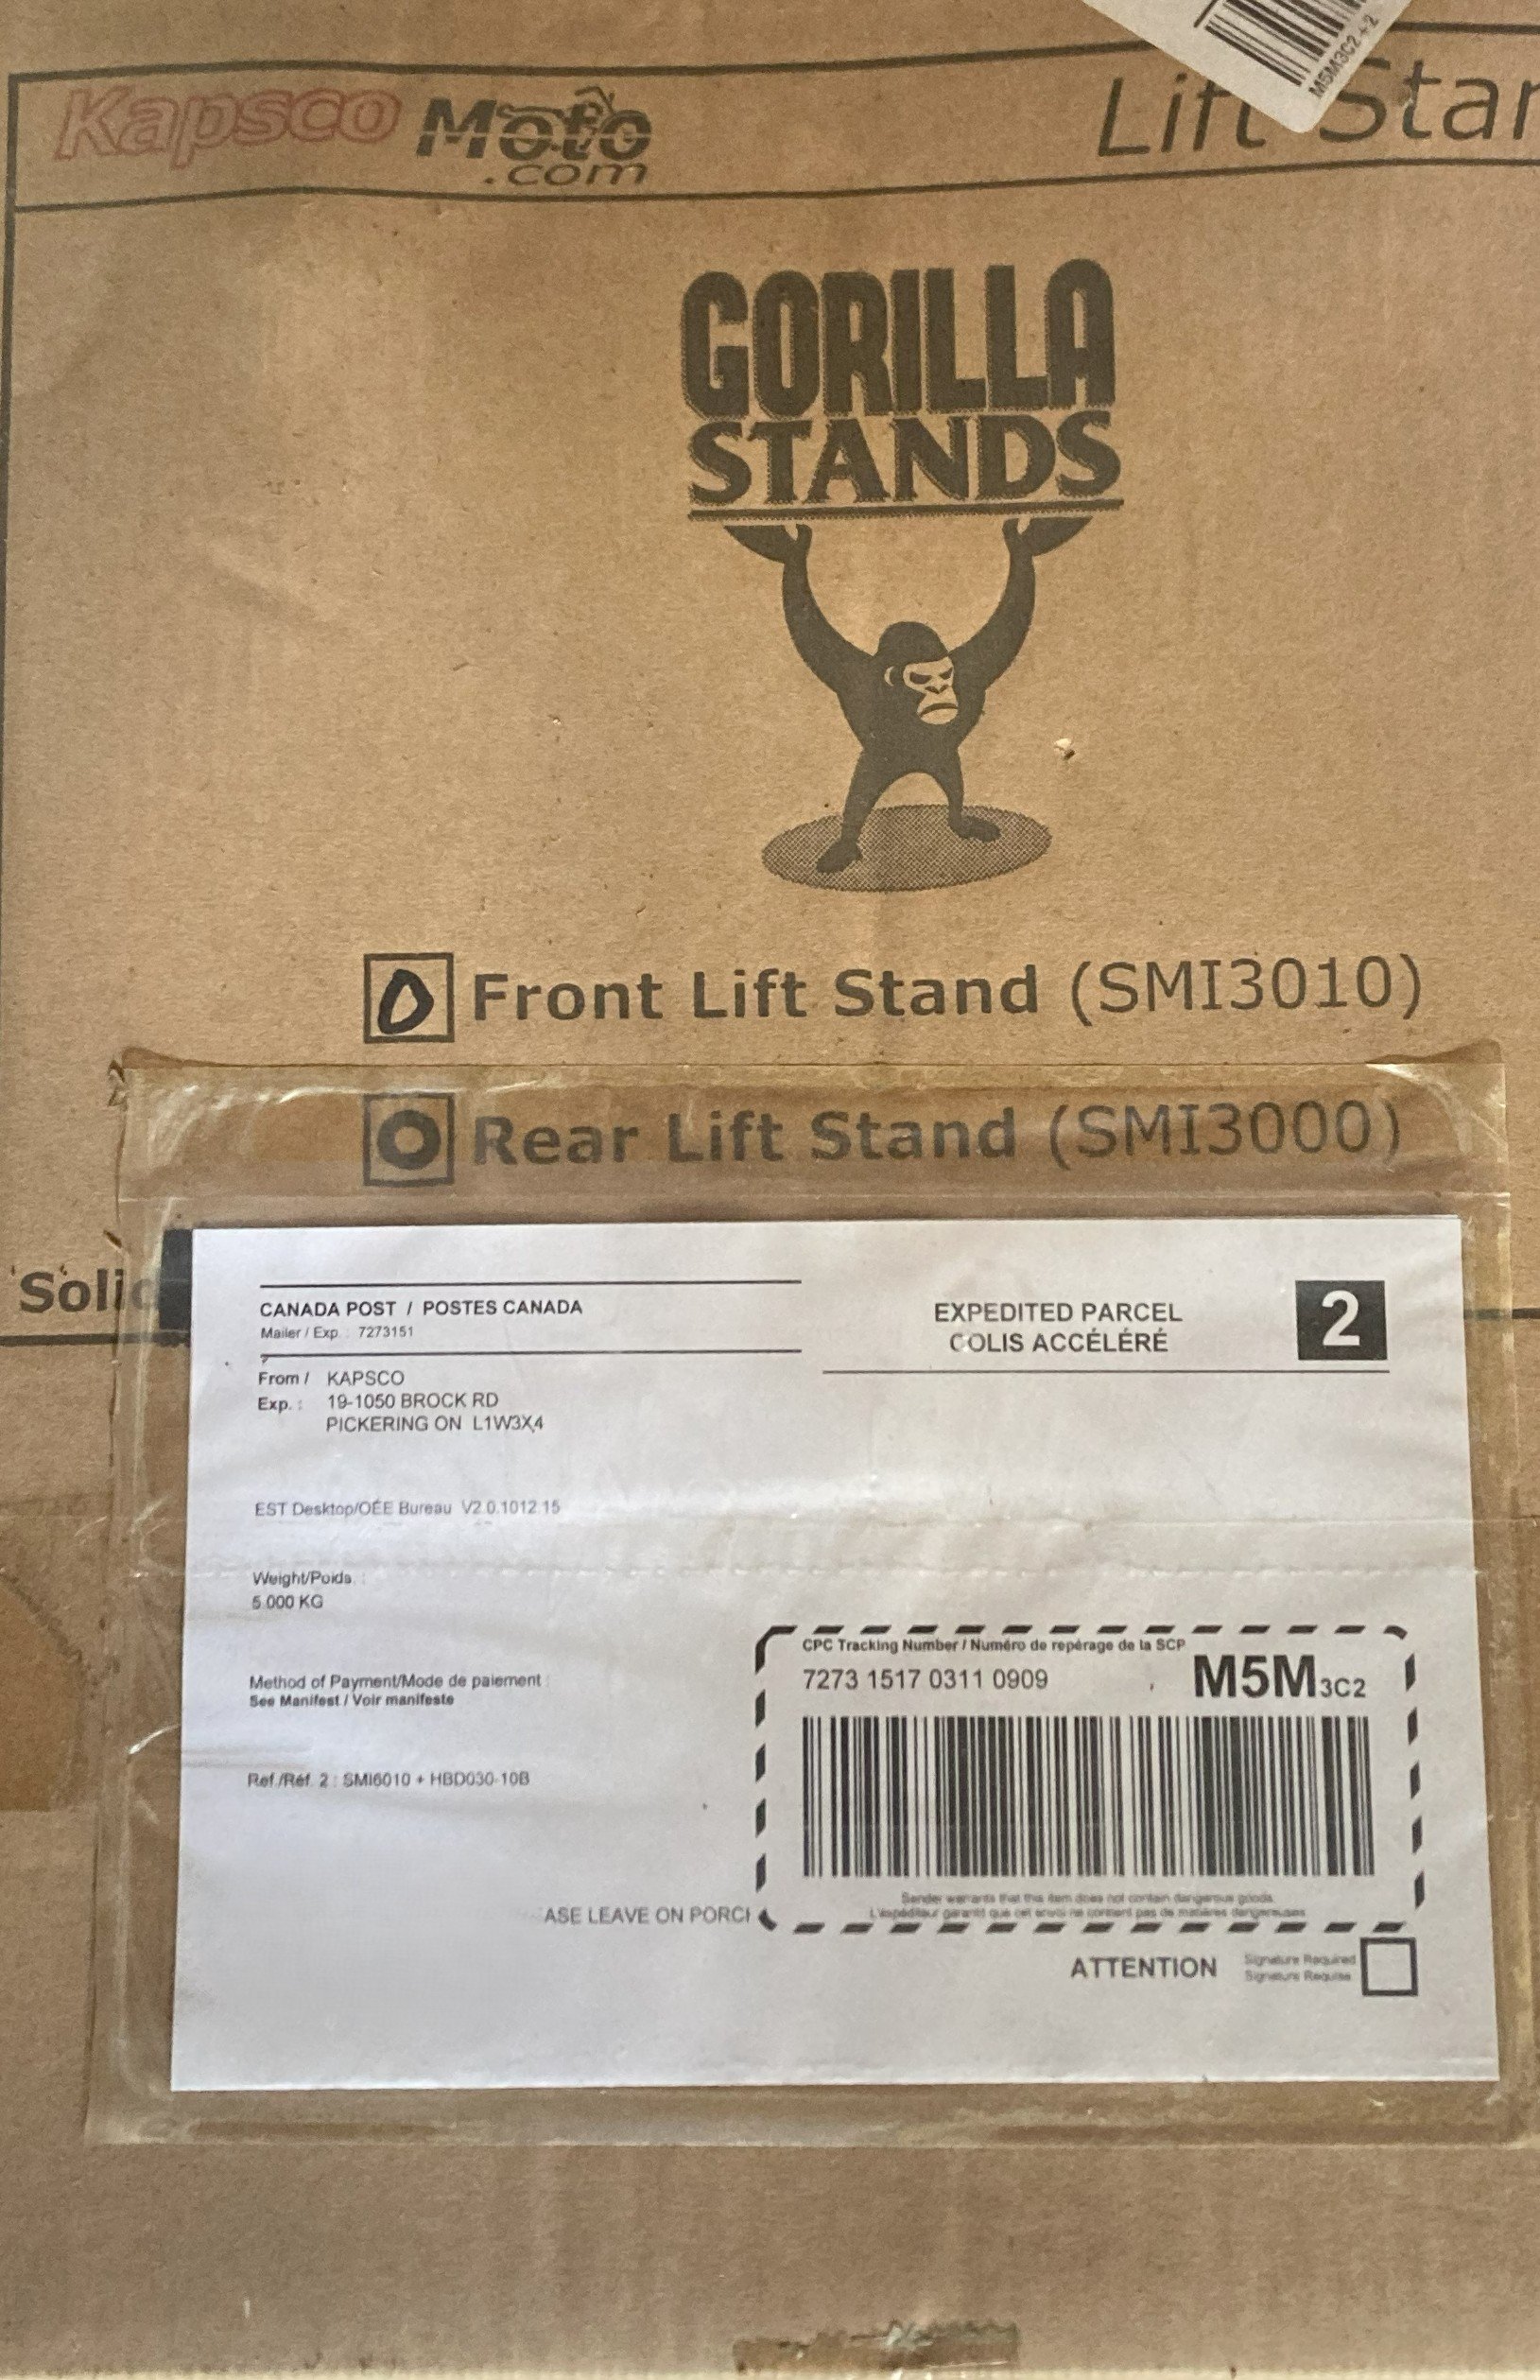 Kapsco Moto
.com
Lift Star
M5M3C2+2
GORILLA
STANDS
Front Lift Stand (SMI3010)
Rear Lift Stand (SMI3000)
Solid
CANADA POST / POSTES CANADA
Mailer / Exp. : 7273151
EXPEDITED PARCEL
COLIS ACCÉLÉRÉ
2
From / KAPSCO
Exp. : 19-1050 BROCK RD
PICKERING ON L1W3X4
EST Desktop/OÉE Bureau V2.0.1012.15
Weight/Poids :
5.000 KG
CPC Tracking Number / Numéro de repérage de la SCP
7273 1517 0311 0909
M5M3C2
Method of Payment/Mode de paiement :
See Manifest / Voir manifeste
Ref./Réf. 2 : SMI6010 + HBD030-10B
Sender warrants that this item does not contain dangerous goods.
L'expéditeur garantit que cet envoi ne contient pas de matières dangereuses
ASE LEAVE ON PORCH
ATTENTION
Signature Required
Signature Requise